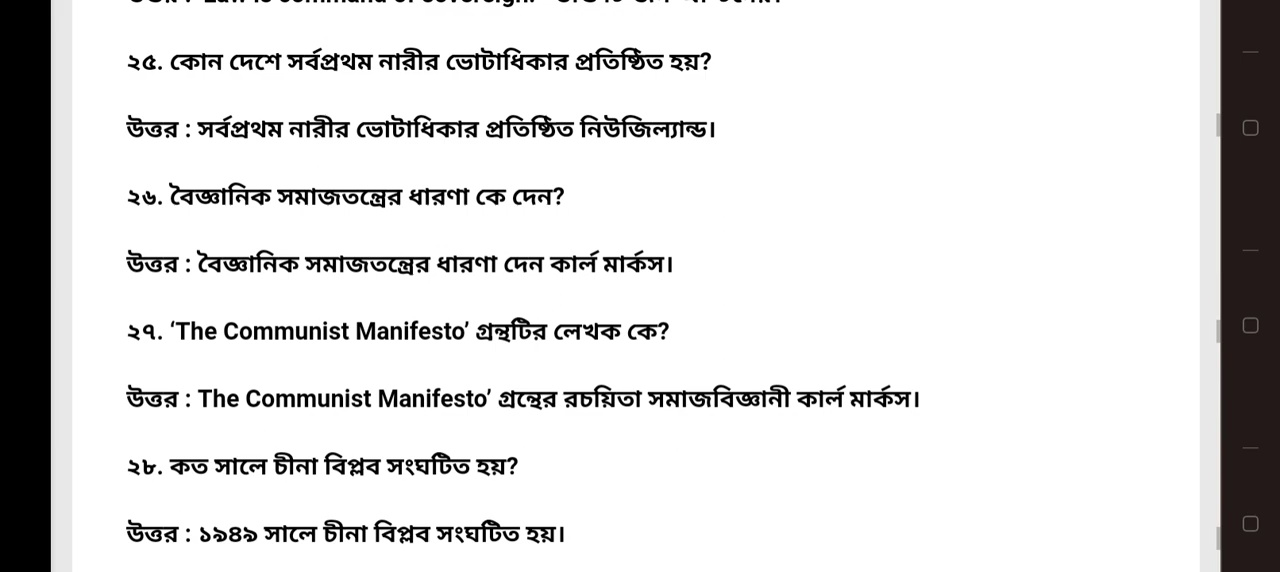 ২৫. কোন দেশে সর্বপ্রথম নারীর ভোটাধিকার প্রতিষ্ঠিত হয়?
উত্তর : সর্বপ্রথম নারীর ভোটাধিকার প্রতিষ্ঠিত নিউজিল্যান্ড।
২৬. বৈজ্ঞানিক সমাজতন্ত্রের ধারণা কে দেন?
উত্তর : বৈজ্ঞানিক সমাজতন্ত্রের ধারণা দেন কার্ল মার্কস।
২৭. ‘The Communist Manifesto’ গ্রন্থটির লেখক কে?
উত্তর : The Communist Manifesto’ গ্রন্থের রচয়িতা সমাজবিজ্ঞানী কার্ল মার্কস।
২৮. কত সালে চীনা বিপ্লব সংঘটিত হয়?
উত্তর : ১৯৪৯ সালে চীনা বিপ্লব সংঘটিত হয়।